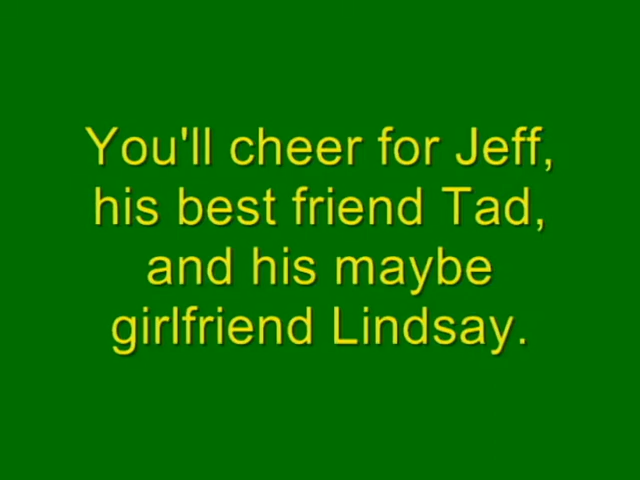 You'll cheer for Jeff,
his best friend Tad,
and his maybe
girlfriend Lindsay.